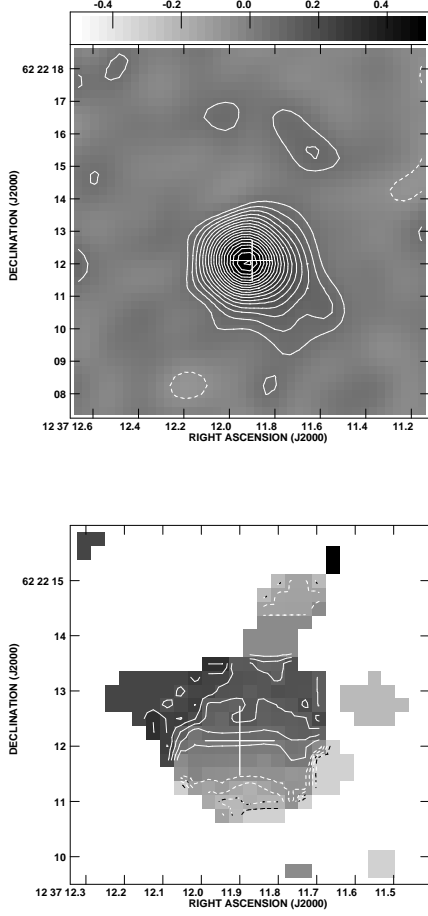 -0.4 -0.2 0.0 0.2 0.4
62 22 18
17
16
15
14
13
12
11
10
09
08
DECLINATION (J2000)
12 37 12.6 12.4 12.2 12.0 11.8 11.6 11.4 11.2
RIGHT ASCENSION (J2000)
62 22 15
14
13
12
11
10
DECLINATION (J2000)
12 37 12.3 12.2 12.1 12.0 11.9 11.8 11.7 11.6 11.5
RIGHT ASCENSION (J2000)